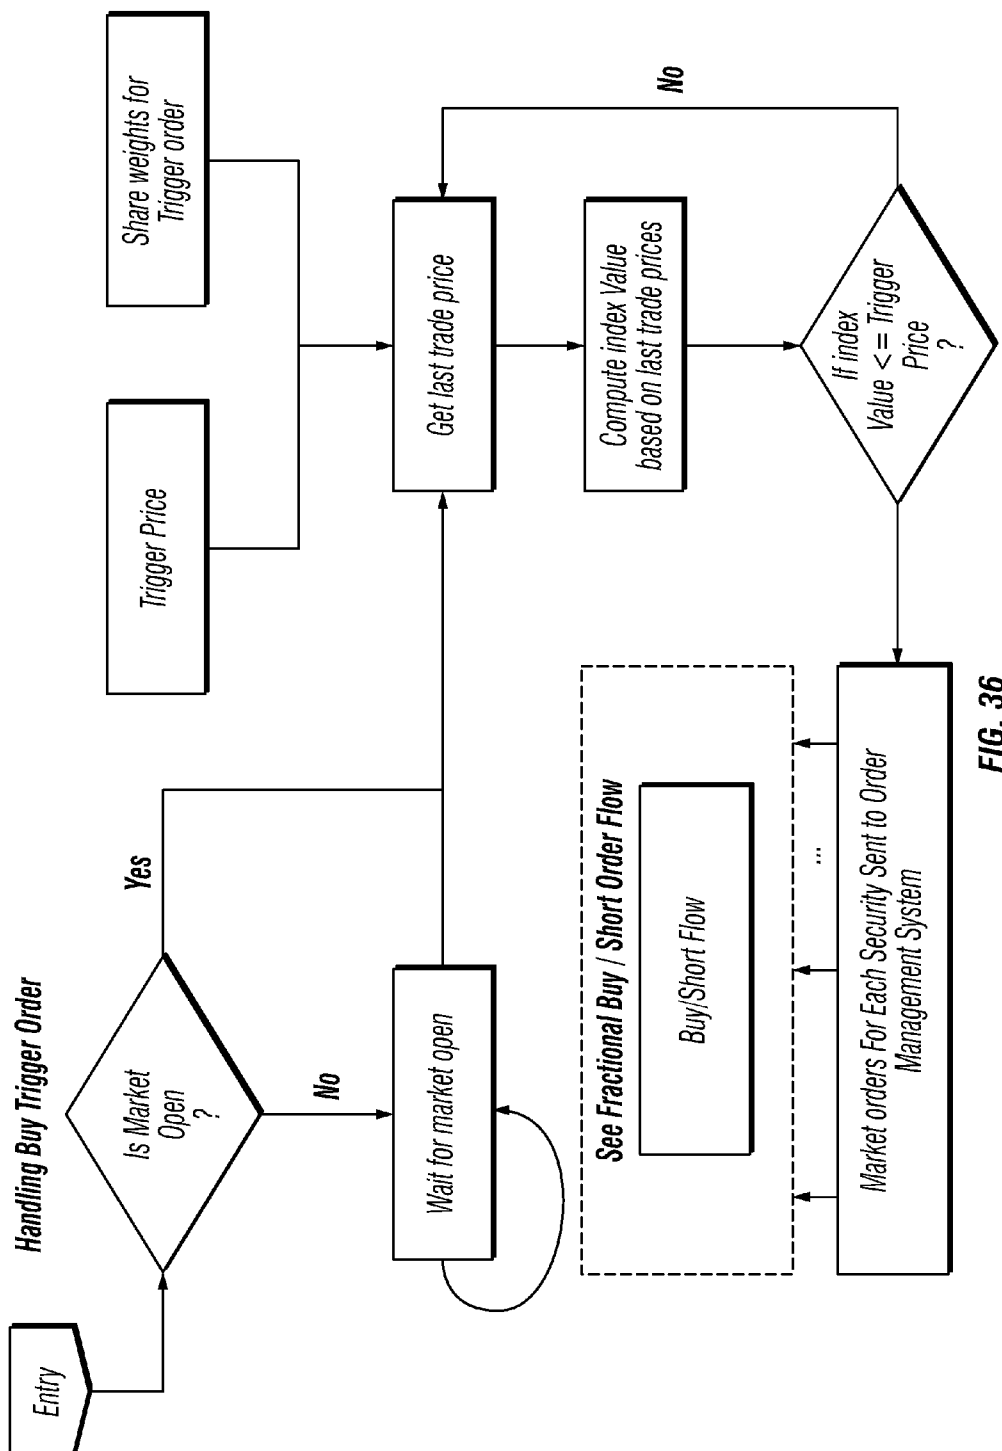 Handling Buy Trigger Order
Entry
Is Market
Open
?
Yes
No
Wait for market open
Trigger Price
Share weights for
Trigger order
Get last trade price
Compute index Value
based on last trade prices
If index
Value <= Trigger
Price
?
No
See Fractional Buy / Short Order Flow
Buy/Short Flow
...
Market orders For Each Security Sent to Order
Management System
FIG. 36